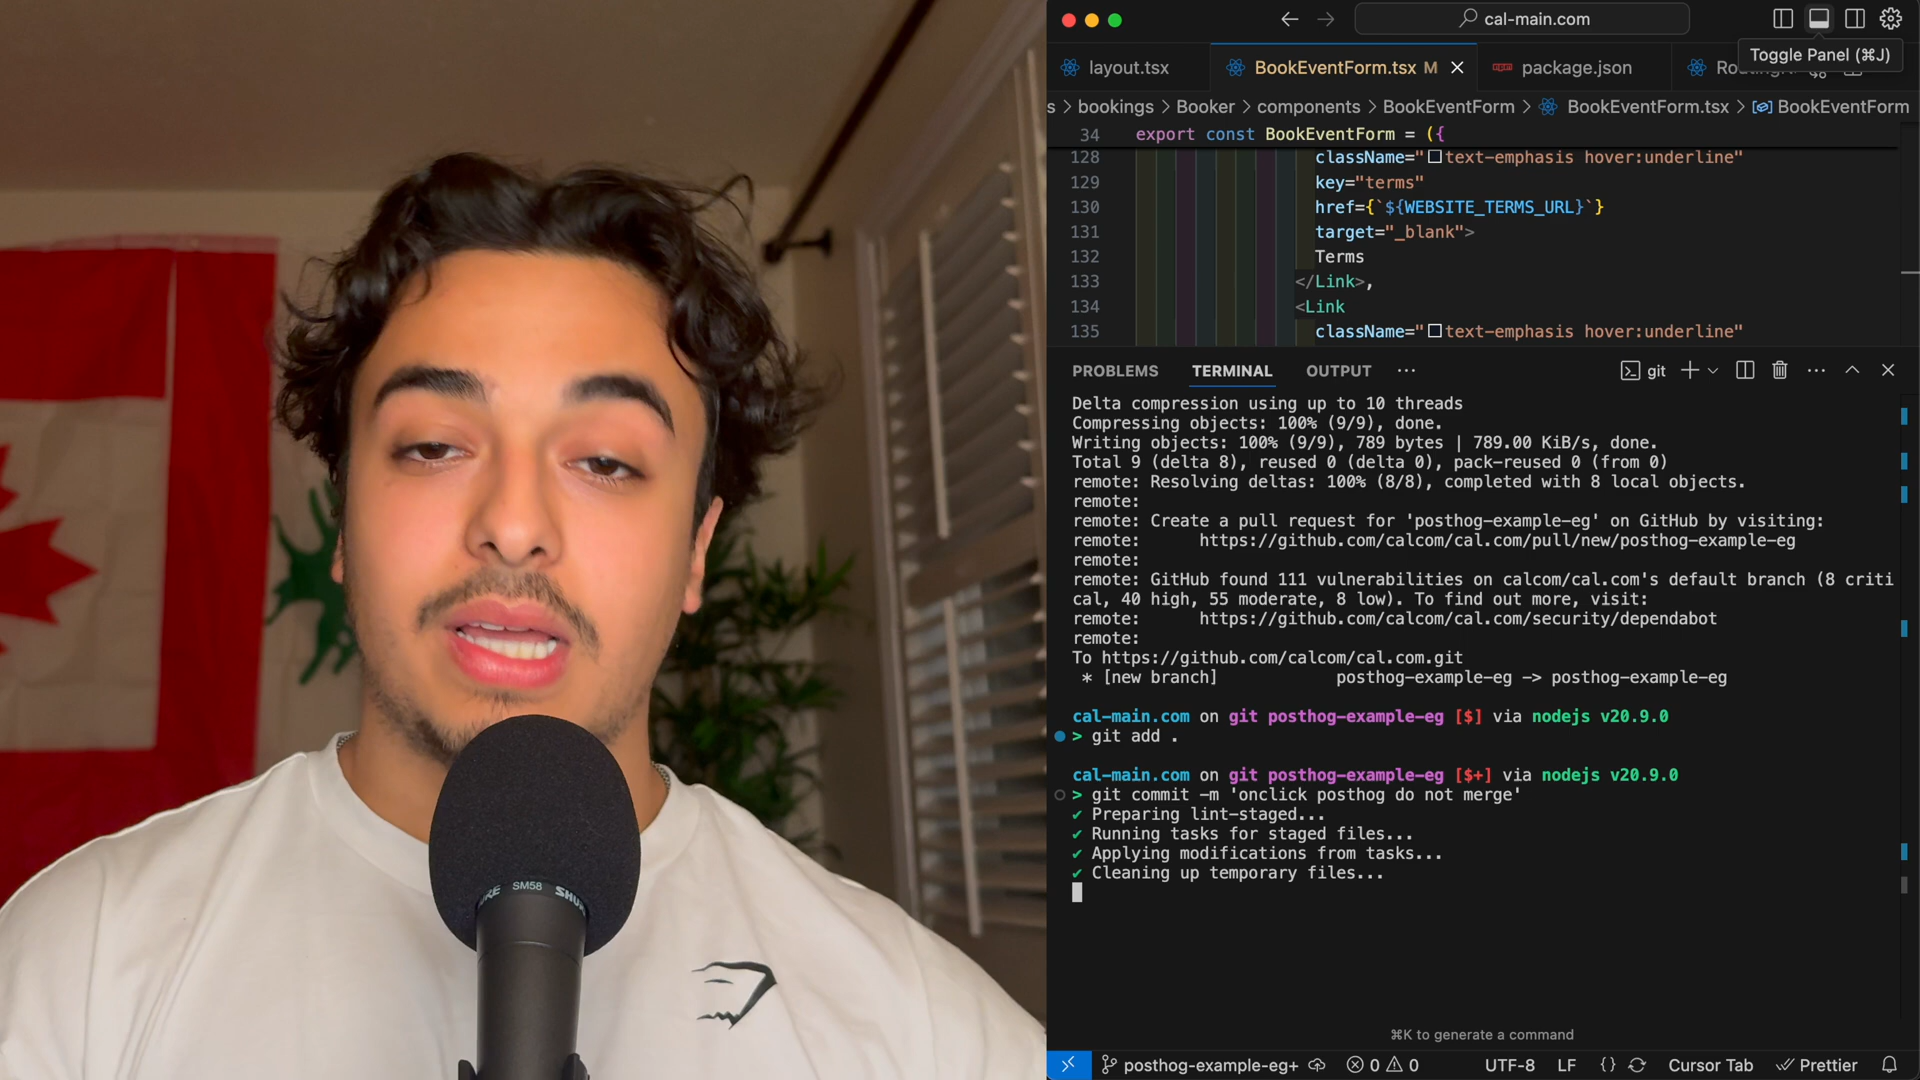 cal-main.com
Toggle Panel (⌘J)
layout.tsx
BookEventForm.tsx M
package.json
s > bookings > Booker > components > BookEventForm > BookEventForm.tsx > BookEventForm
34 export const BookEventForm = ({
128 className="text-emphasis hover:underline"
129 key="terms"
130 href={`${WEBSITE_TERMS_URL}`}
131 target="_blank">
132 Terms
133 </Link>,
134 <Link
135 className="text-emphasis hover:underline"
PROBLEMS TERMINAL OUTPUT ··· git
Delta compression using up to 10 threads
Compressing objects: 100% (9/9), done.
Writing objects: 100% (9/9), 789 bytes | 789.00 KiB/s, done.
Total 9 (delta 8), reused 0 (delta 0), pack-reused 0 (from 0)
remote: Resolving deltas: 100% (8/8), completed with 8 local objects.
remote:
remote: Create a pull request for 'posthog-example-eg' on GitHub by visiting:
remote: https://github.com/calcom/cal.com/pull/new/posthog-example-eg
remote:
remote: GitHub found 111 vulnerabilities on calcom/cal.com's default branch (8 criti
cal, 40 high, 55 moderate, 8 low). To find out more, visit:
remote: https://github.com/calcom/cal.com/security/dependabot
remote:
To https://github.com/calcom/cal.com.git
* [new branch] posthog-example-eg -> posthog-example-eg
cal-main.com on git posthog-example-eg [$] via nodejs v20.9.0
> git add .
cal-main.com on git posthog-example-eg [$+] via nodejs v20.9.0
> git commit -m 'onclick posthog do not merge'
✔ Preparing lint-staged...
✔ Running tasks for staged files...
✔ Applying modifications from tasks...
✔ Cleaning up temporary files...
⌘K to generate a command
posthog-example-eg+ 0 0 UTF-8 LF {} Cursor Tab Prettier
SM58